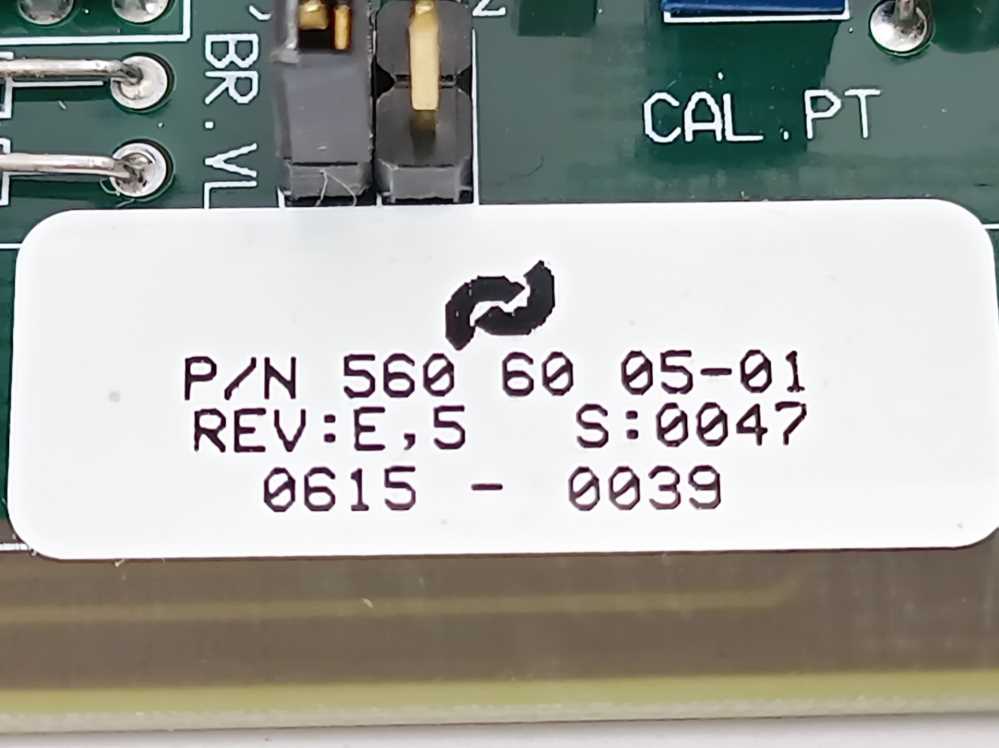 BR.VL
CAL.PT
P/N 560 60 05-01
REV:E,5 S:0047
0615 - 0039